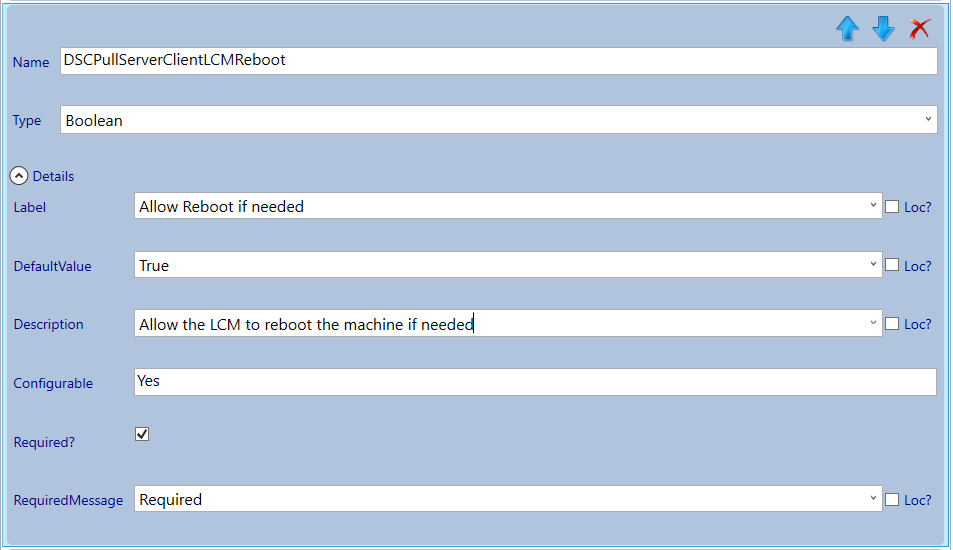 Name DSCPullServerClientLCMReboot
Type Boolean
Details
Label Allow Reboot if needed Loc?
DefaultValue True Loc?
Description Allow the LCM to reboot the machine if needed Loc?
Configurable Yes
Required?
RequiredMessage Required Loc?